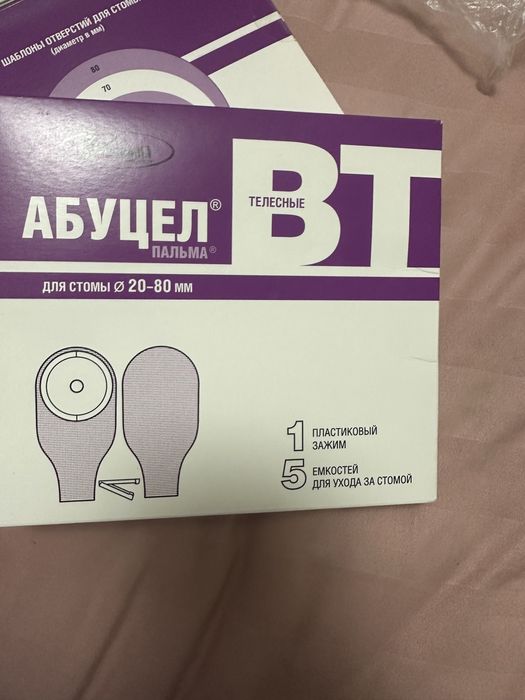 ШАБЛОНЫ ОТВЕРСТИЙ ДЛЯ СТОМЫ
(диаметр в мм)
80
70
АБУЦЕЛ®
ПАЛЬМА®
ТЕЛЕСНЫЕ
ВТ
ДЛЯ СТОМЫ Ø 20-80 ММ
1 ПЛАСТИКОВЫЙ
ЗАЖИМ
5 ЕМКОСТЕЙ
ДЛЯ УХОДА ЗА СТОМОЙ